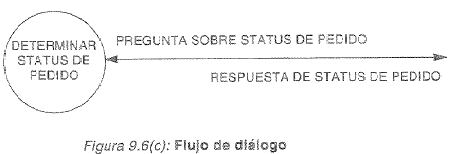 DETERMINAR
STATUS DE
PEDIDO
PREGUNTA SOBRE STATUS DE PEDIDO
RESPUESTA DE STATUS DE PEDIDO
Figura 9.6(c): Flujo de diálogo